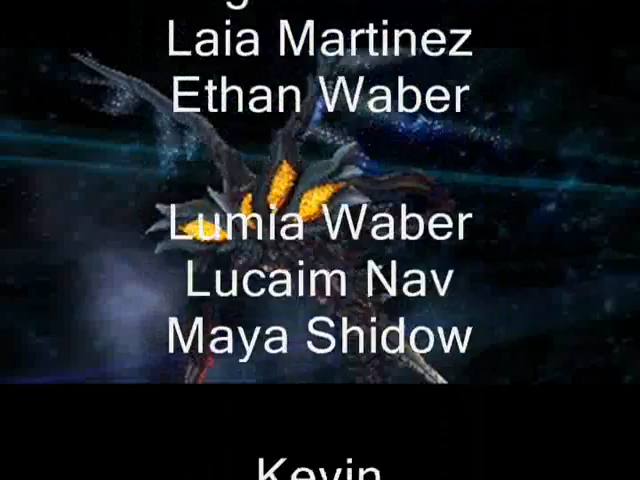 Laia Martinez
Ethan Waber
Lumia Waber
Lucaim Nav
Maya Shidow
Kevin